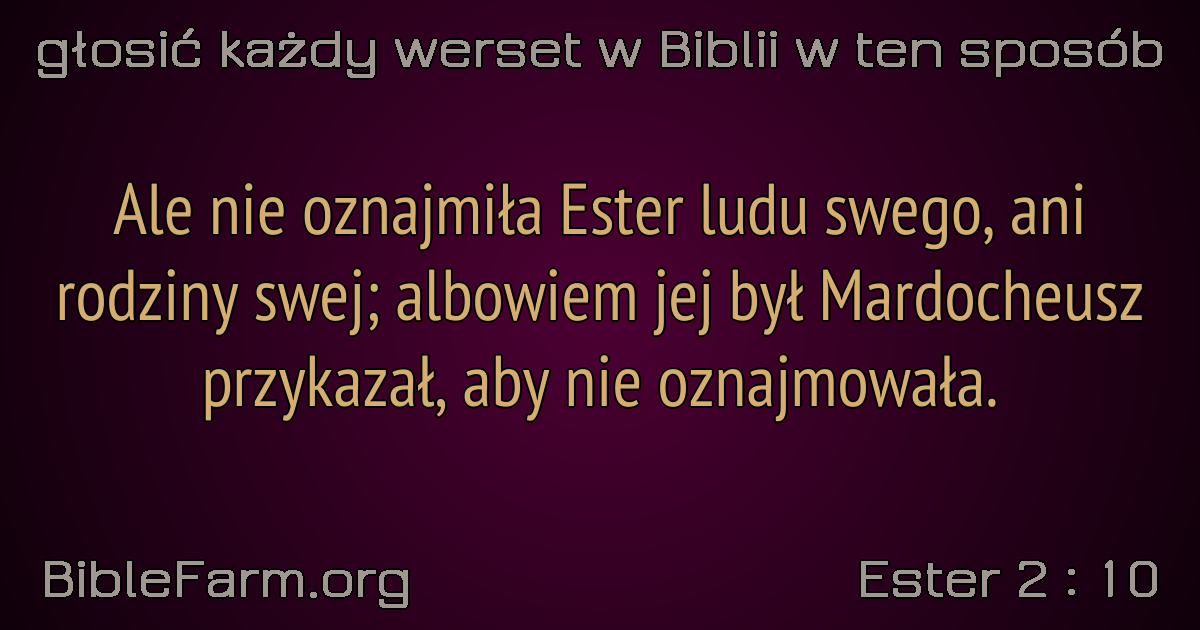 głosić każdy werset w Biblii w ten sposób
Ale nie oznajmiła Ester ludu swego, ani
rodziny swej; albowiem jej był Mardocheusz
przykazał, aby nie oznajmowała.
BibleFarm.org
Ester 2 : 10